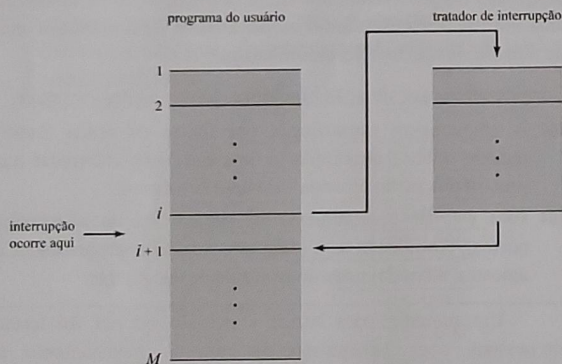 programa do usuário
tratador de interrupção
1
2
i
interrupção
ocorre aqui
i + 1
M